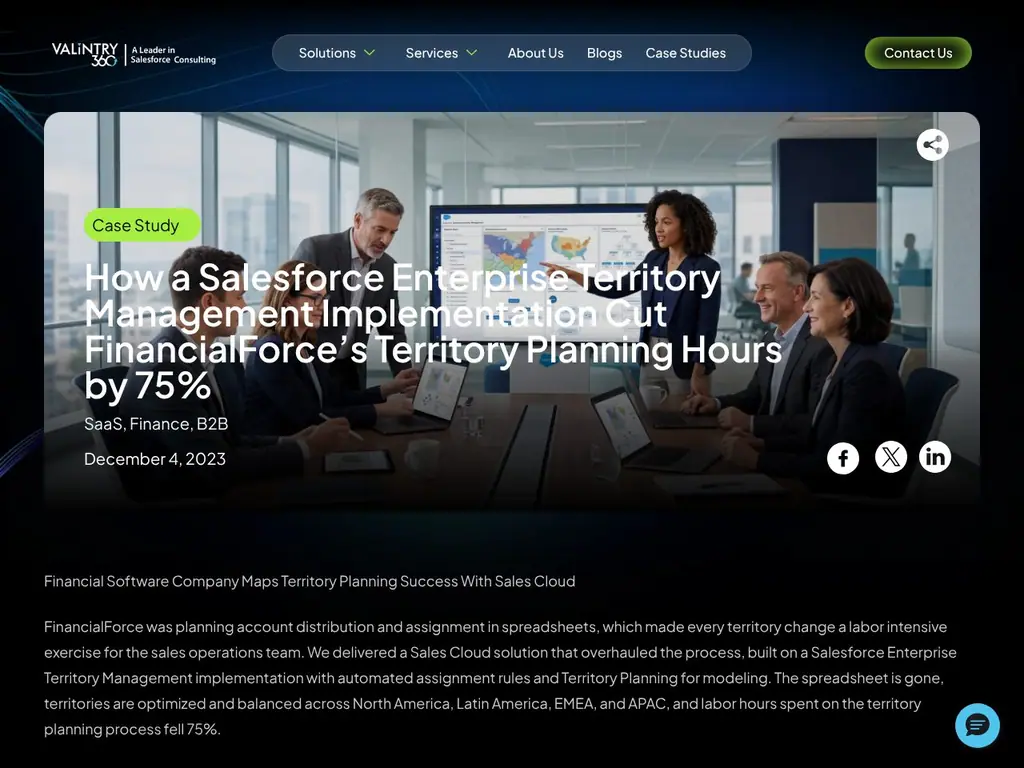 VALiNTRY
360
A Leader in
Salesforce Consulting
Solutions
Services
About Us
Blogs
Case Studies
Contact Us
Case Study
How a Salesforce Enterprise Territory
Management Implementation Cut
FinancialForce’s Territory Planning Hours
by 75%
SaaS, Finance, B2B
December 4, 2023
Financial Software Company Maps Territory Planning Success With Sales Cloud
FinancialForce was planning account distribution and assignment in spreadsheets, which made every territory change a labor intensive
exercise for the sales operations team. We delivered a Sales Cloud solution that overhauled the process, built on a Salesforce Enterprise
Territory Management implementation with automated assignment rules and Territory Planning for modeling. The spreadsheet is gone,
territories are optimized and balanced across North America, Latin America, EMEA, and APAC, and labor hours spent on the territory
planning process fell 75%.